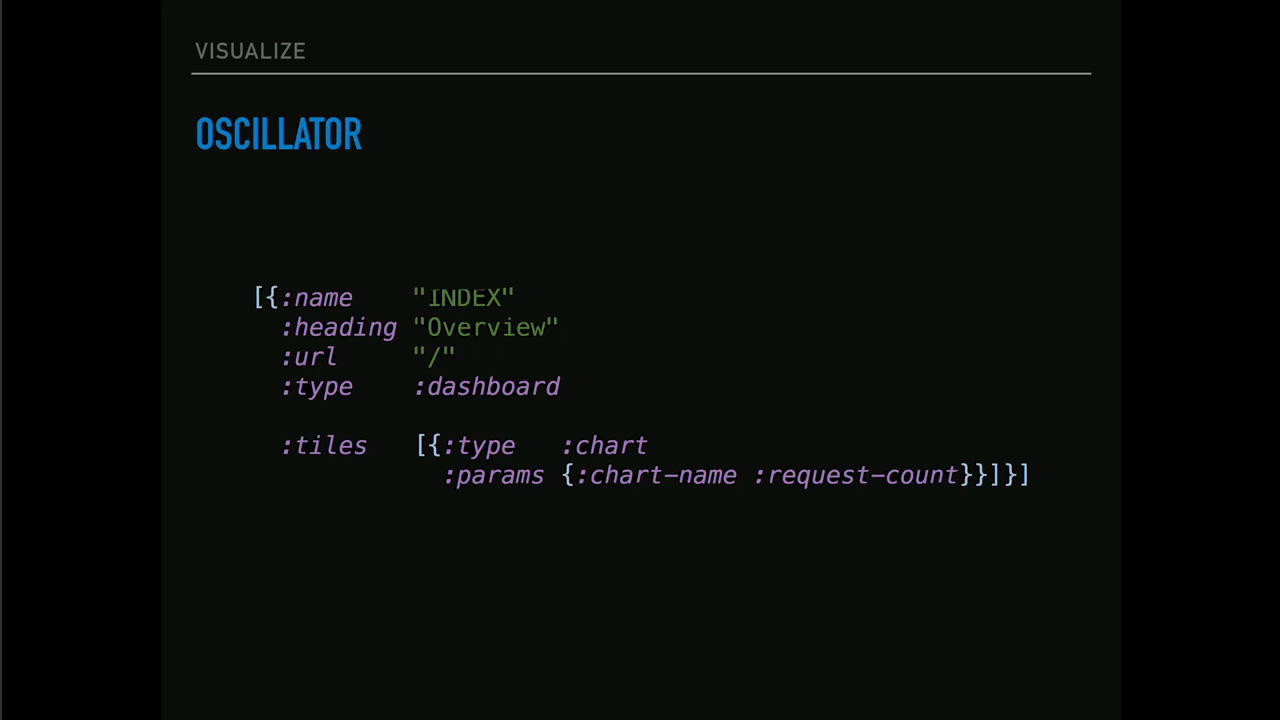 VISUALIZE
OSCILLATOR
[{:name "INDEX"
:heading "Overview"
:url "/"
:type :dashboard
:tiles [{:type :chart
:params {:chart-name :request-count}}]}]